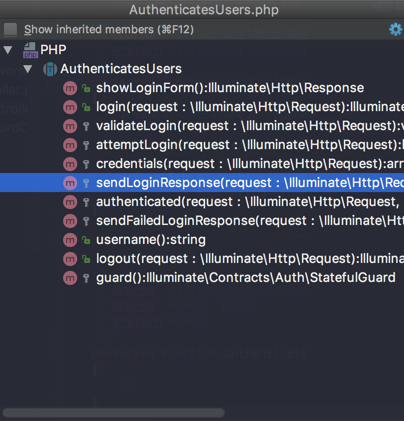 AuthenticatesUsers.php
Show inherited members (⌘F12)
PHP
AuthenticatesUsers
showLoginForm():Illuminate\Http\Response
login(request : \Illuminate\Http\Request):Illuminate
validateLogin(request : \Illuminate\Http\Request):v
attemptLogin(request : \Illuminate\Http\Request):
credentials(request : \Illuminate\Http\Request):arr
sendLoginResponse(request : \Illuminate\Http\Req
authenticated(request : \Illuminate\Http\Request,
sendFailedLoginResponse(request : \Illuminate\Ht
username():string
logout(request : \Illuminate\Http\Request):Illumina
guard():Illuminate\Contracts\Auth\StatefulGuard